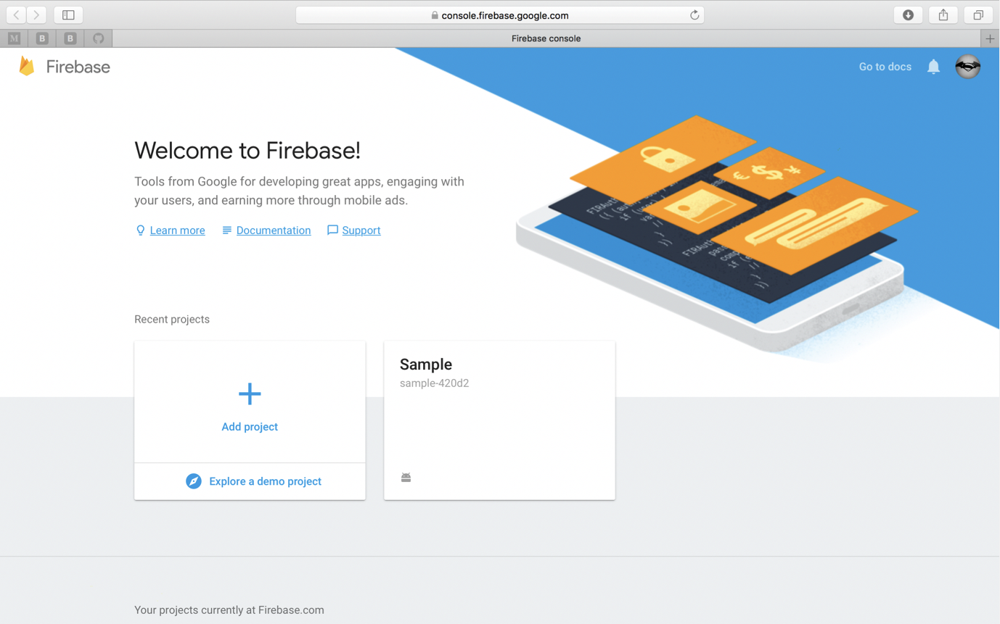 console.firebase.google.com
M
B
B
Firebase console
Firebase
Go to docs
Welcome to Firebase!
Tools from Google for developing great apps, engaging with
your users, and earning more through mobile ads.
Learn more
Documentation
Support
Recent projects
Add project
Explore a demo project
Sample
sample-420d2
Your projects currently at Firebase.com